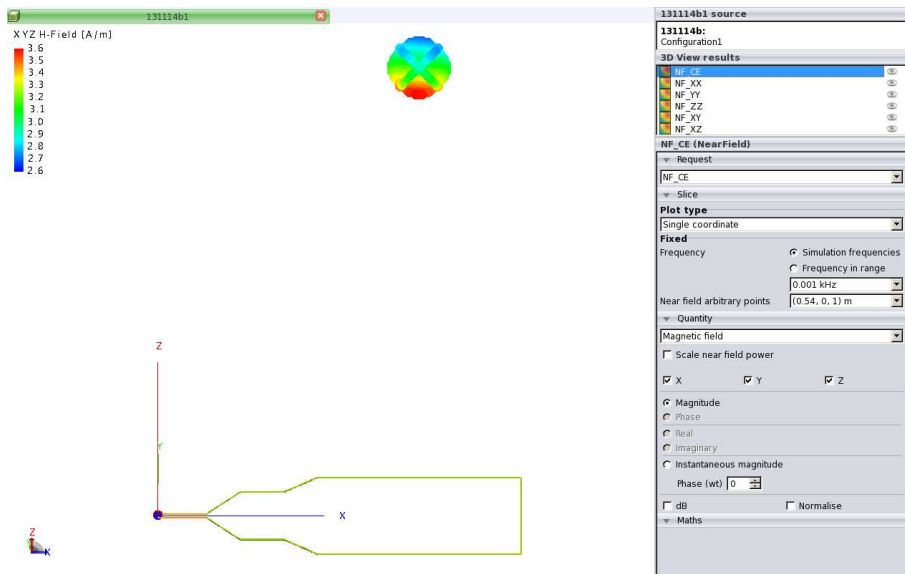 131114b1
XYZ H-Field [A/m]
3.6
3.5
3.4
3.3
3.2
3.1
3.0
2.9
2.8
2.7
2.6
Z
Y
X
Z
X
131114b1 source
131114b:
Configuration1
3D View results
NF_CE
NF_XX
NF_YY
NF_ZZ
NF_XY
NF_XZ
NF_CE (NearField)
Request
NF_CE
Slice
Plot type
Single coordinate
Fixed
Frequency
Simulation frequencies
Frequency in range
0.001 kHz
Near field arbitrary points
(0.54, 0, 1) m
Quantity
Magnetic field
Scale near field power
X Y Z
Magnitude
Phase
Real
Imaginary
Instantaneous magnitude
Phase (wt) 0
dB Normalise
Maths